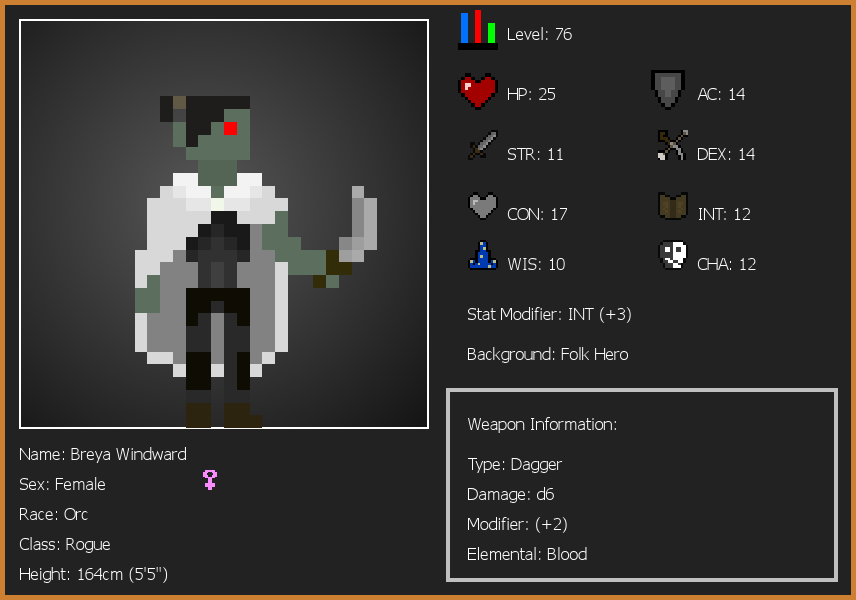 Level: 76
HP: 25
AC: 14
STR: 11
DEX: 14
CON: 17
INT: 12
WIS: 10
CHA: 12
Stat Modifier: INT (+3)
Background: Folk Hero
Weapon Information:
Type: Dagger
Damage: d6
Modifier: (+2)
Elemental: Blood
Name: Breya Windward
Sex: Female
Race: Orc
Class: Rogue
Height: 164cm (5'5")